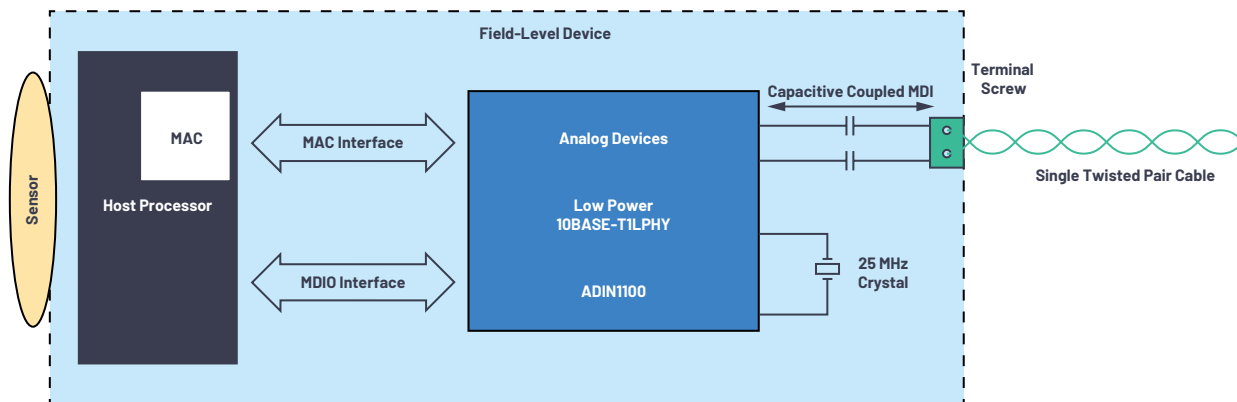 Field-Level Device
Sensor
MAC
Host Processor
MAC Interface
MDIO Interface
Analog Devices
Low Power
10BASE-T1LPHY
ADIN1100
Capacitive Coupled MDI
25 MHz
Crystal
Terminal
Screw
Single Twisted Pair Cable